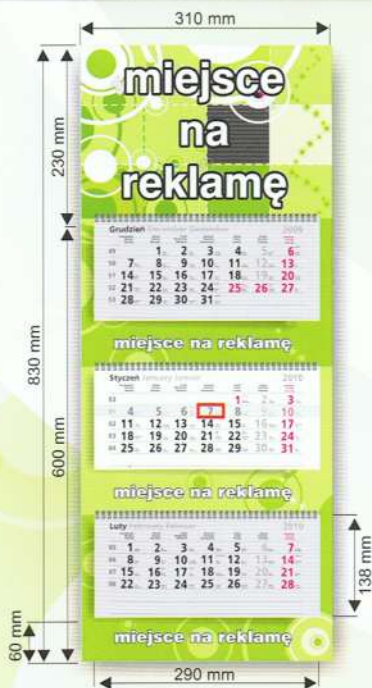 310 mm
miejsce
na
reklamę
230 mm
Grudzień 2009
1 2 3 4 5 6
7 8 9 10 11 12 13
14 15 16 17 18 19 20
21 22 23 24 25 26 27
28 29 30 31
miejsce na reklamę
830 mm
600 mm
Styczeń January Januar 2010
1 2 3
4 5 6 7 8 9 10
11 12 13 14 15 16 17
18 19 20 21 22 23 24
25 26 27 28 29 30 31
miejsce na reklamę
Luty February Februar 2010
1 2 3 4 5 6 7
8 9 10 11 12 13 14
15 16 17 18 19 20 21
22 23 24 25 26 27 28
138 mm
miejsce na reklamę
60 mm
290 mm